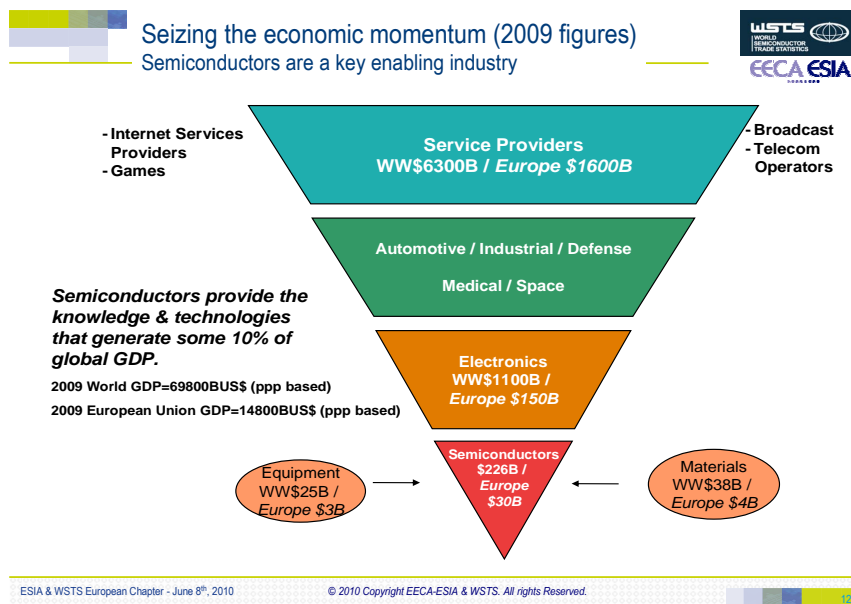 Seizing the economic momentum (2009 figures)
Semiconductors are a key enabling industry
WSTS
WORLD
SEMICONDUCTOR
TRADE STATISTICS
EECA ESIA
- Internet Services
Providers
- Games
Service Providers
WW$6300B / Europe $1600B
- Broadcast
- Telecom
Operators
Automotive / Industrial / Defense
Medical / Space
Semiconductors provide the
knowledge & technologies
that generate some 10% of
global GDP.
2009 World GDP=69800BUS$ (ppp based)
2009 European Union GDP=14800BUS$ (ppp based)
Electronics
WW$1100B /
Europe $150B
Semiconductors
$226B /
Europe
$30B
Equipment
WW$25B /
Europe $3B
Materials
WW$38B /
Europe $4B
ESIA & WSTS European Chapter - June 8th, 2010
© 2010 Copyright EECA-ESIA & WSTS. All rights Reserved.
12